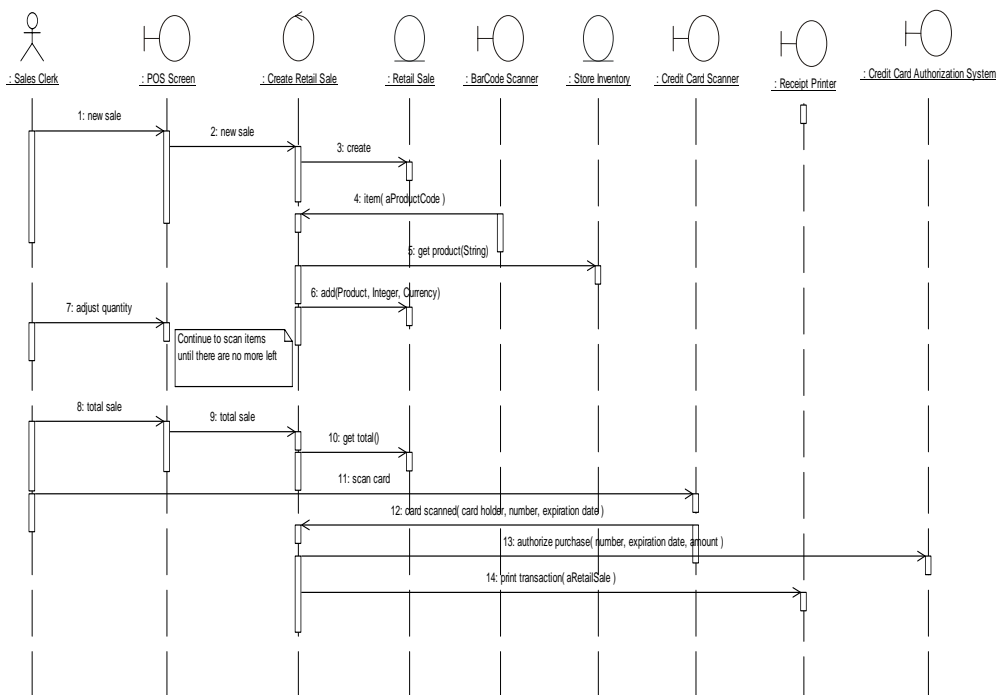 : Sales Clerk
: POS Screen
: Create Retail Sale
: Retail Sale
: BarCode Scanner
: Store Inventory
: Credit Card Scanner
: Receipt Printer
: Credit Card Authorization System
1: new sale
2: new sale
3: create
4: item( aProductCode )
5: get product(String)
6: add(Product, Integer, Currency)
7: adjust quantity
Continue to scan items
until there are no more left
8: total sale
9: total sale
10: get total()
11: scan card
12: card scanned( card holder, number, expiration date )
13: authorize purchase( number, expiration date, amount )
14: print transaction( aRetailSale )